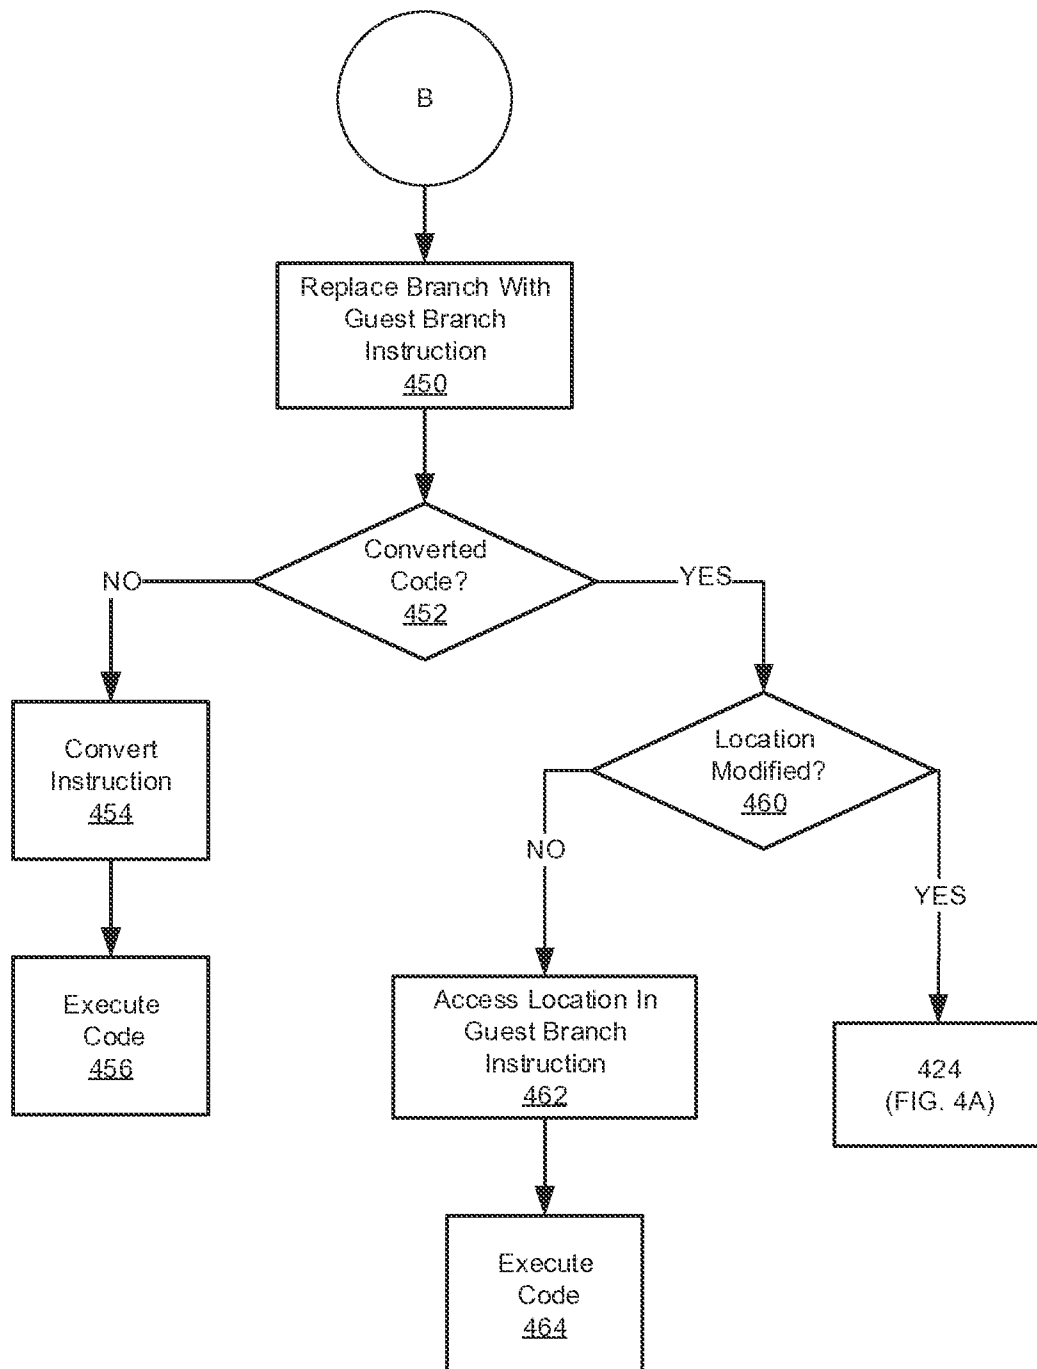 B
Replace Branch With
Guest Branch
Instruction
450
Converted
Code?
452
NO
YES
Convert
Instruction
454
Location
Modified?
460
NO
YES
Execute
Code
456
Access Location In
Guest Branch
Instruction
462
424
(FIG. 4A)
Execute
Code
464